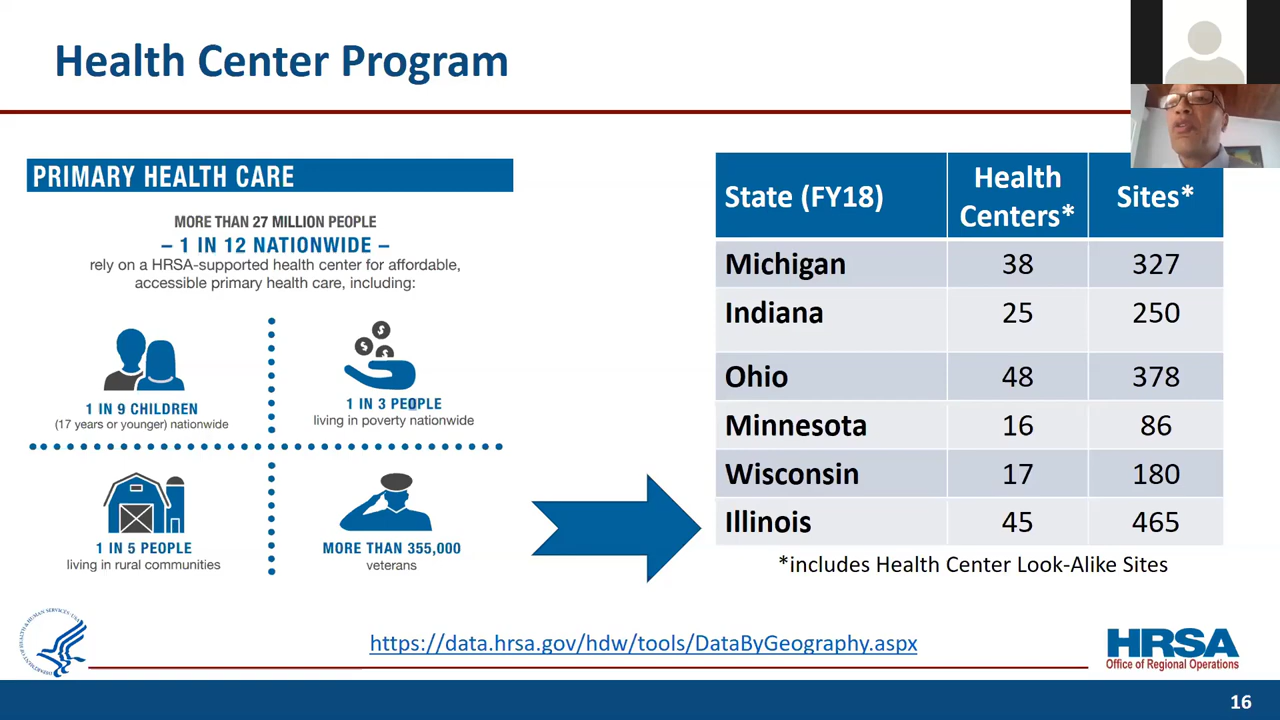 Health Center Program
PRIMARY HEALTH CARE
MORE THAN 27 MILLION PEOPLE
– 1 IN 12 NATIONWIDE –
rely on a HRSA-supported health center for affordable,
accessible primary health care, including:
1 IN 9 CHILDREN
(17 years or younger) nationwide
1 IN 3 PEOPLE
living in poverty nationwide
1 IN 5 PEOPLE
living in rural communities
MORE THAN 355,000
veterans
State (FY18) Health Centers* Sites*
Michigan 38 327
Indiana 25 250
Ohio 48 378
Minnesota 16 86
Wisconsin 17 180
Illinois 45 465
*includes Health Center Look-Alike Sites
https://data.hrsa.gov/hdw/tools/DataByGeography.aspx
HRSA
Office of Regional Operations
16